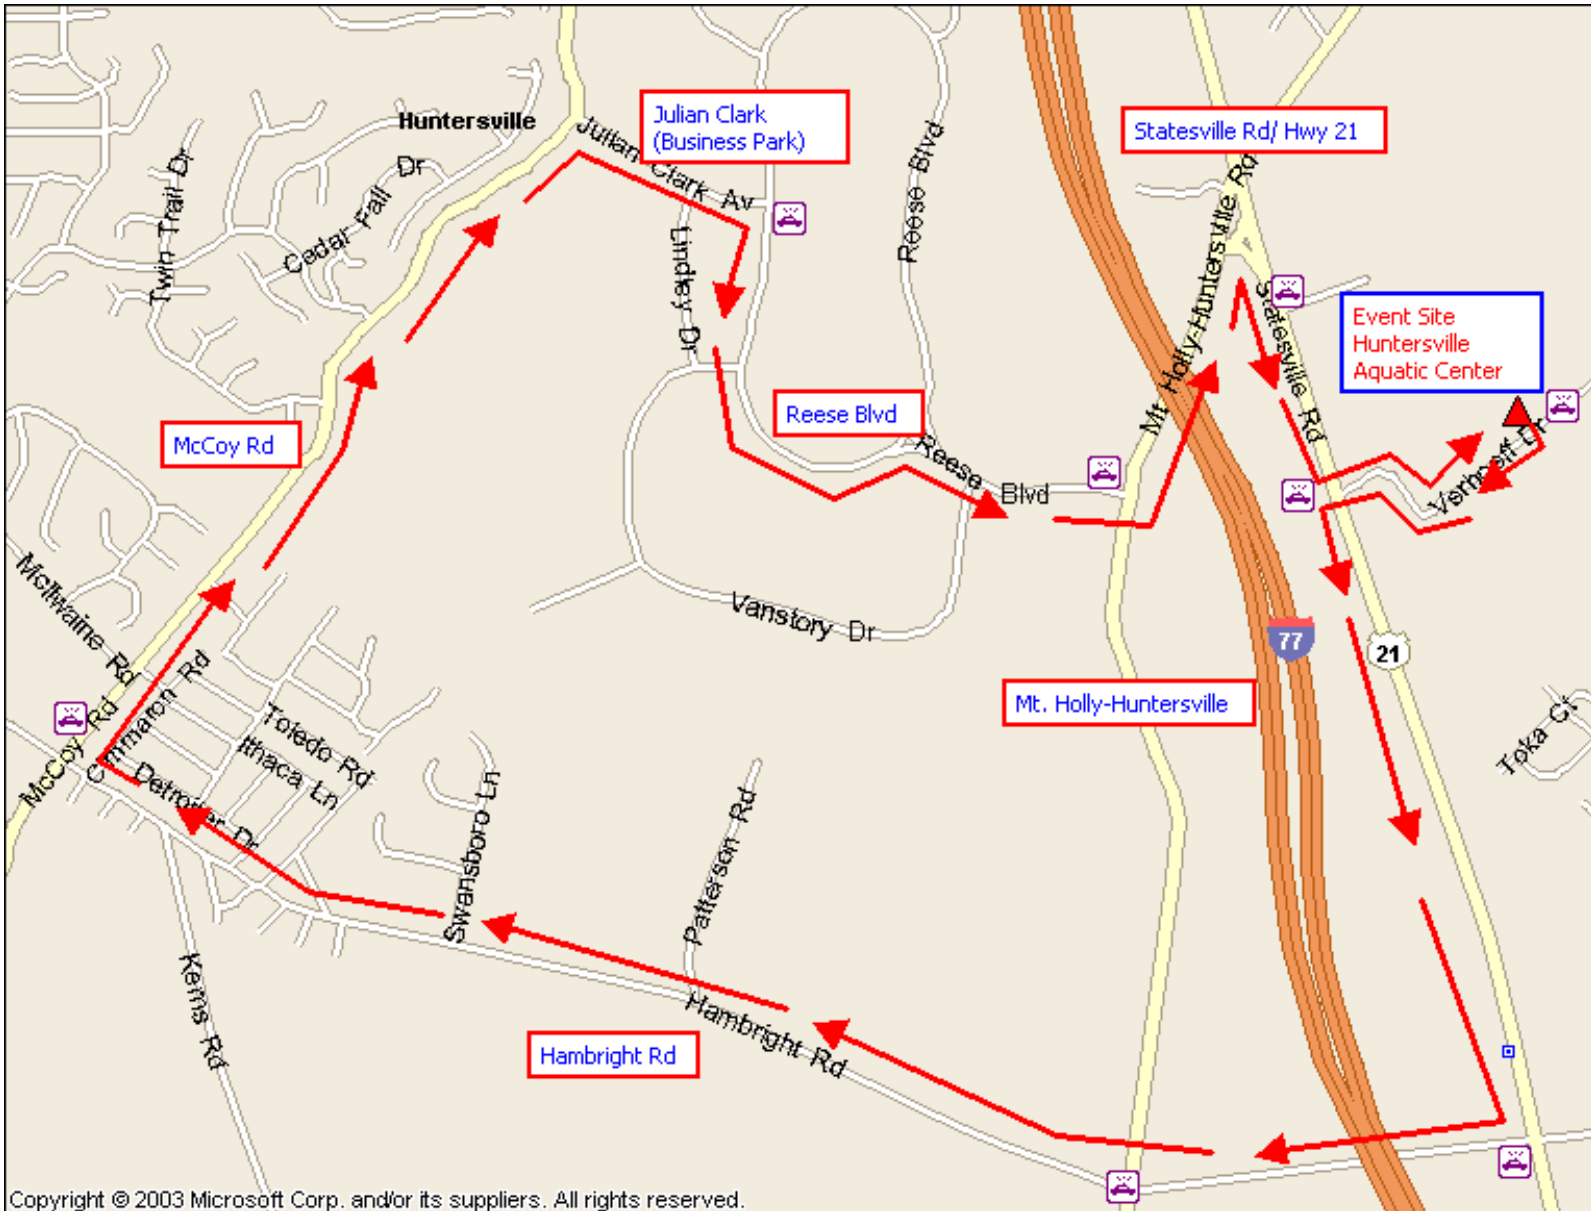 Huntersville
Julian Clark
(Business Park)
Statesville Rd/ Hwy 21
Julian Clark Av
Reese Blvd
Twin Trail Dr
Cedar Fall Dr
Lindsay Dr
Mt Holly-Huntersville Rd
Statesville Rd
Event Site
Huntersville
Aquatic Center
McCoy Rd
Reese Blvd
Reese Blvd
Verhoeff Dr
McIlwaine Rd
Vanstory Dr
77
21
Mt. Holly-Huntersville
McCoy Rd
Cimmaron Rd
Toledo Rd
Ithaca Ln
Detroiter Dr
Toka Ct
Swansboro Ln
Patterson Rd
Kerns Rd
Hambright Rd
Hambright Rd
Copyright © 2003 Microsoft Corp. and/or its suppliers. All rights reserved.